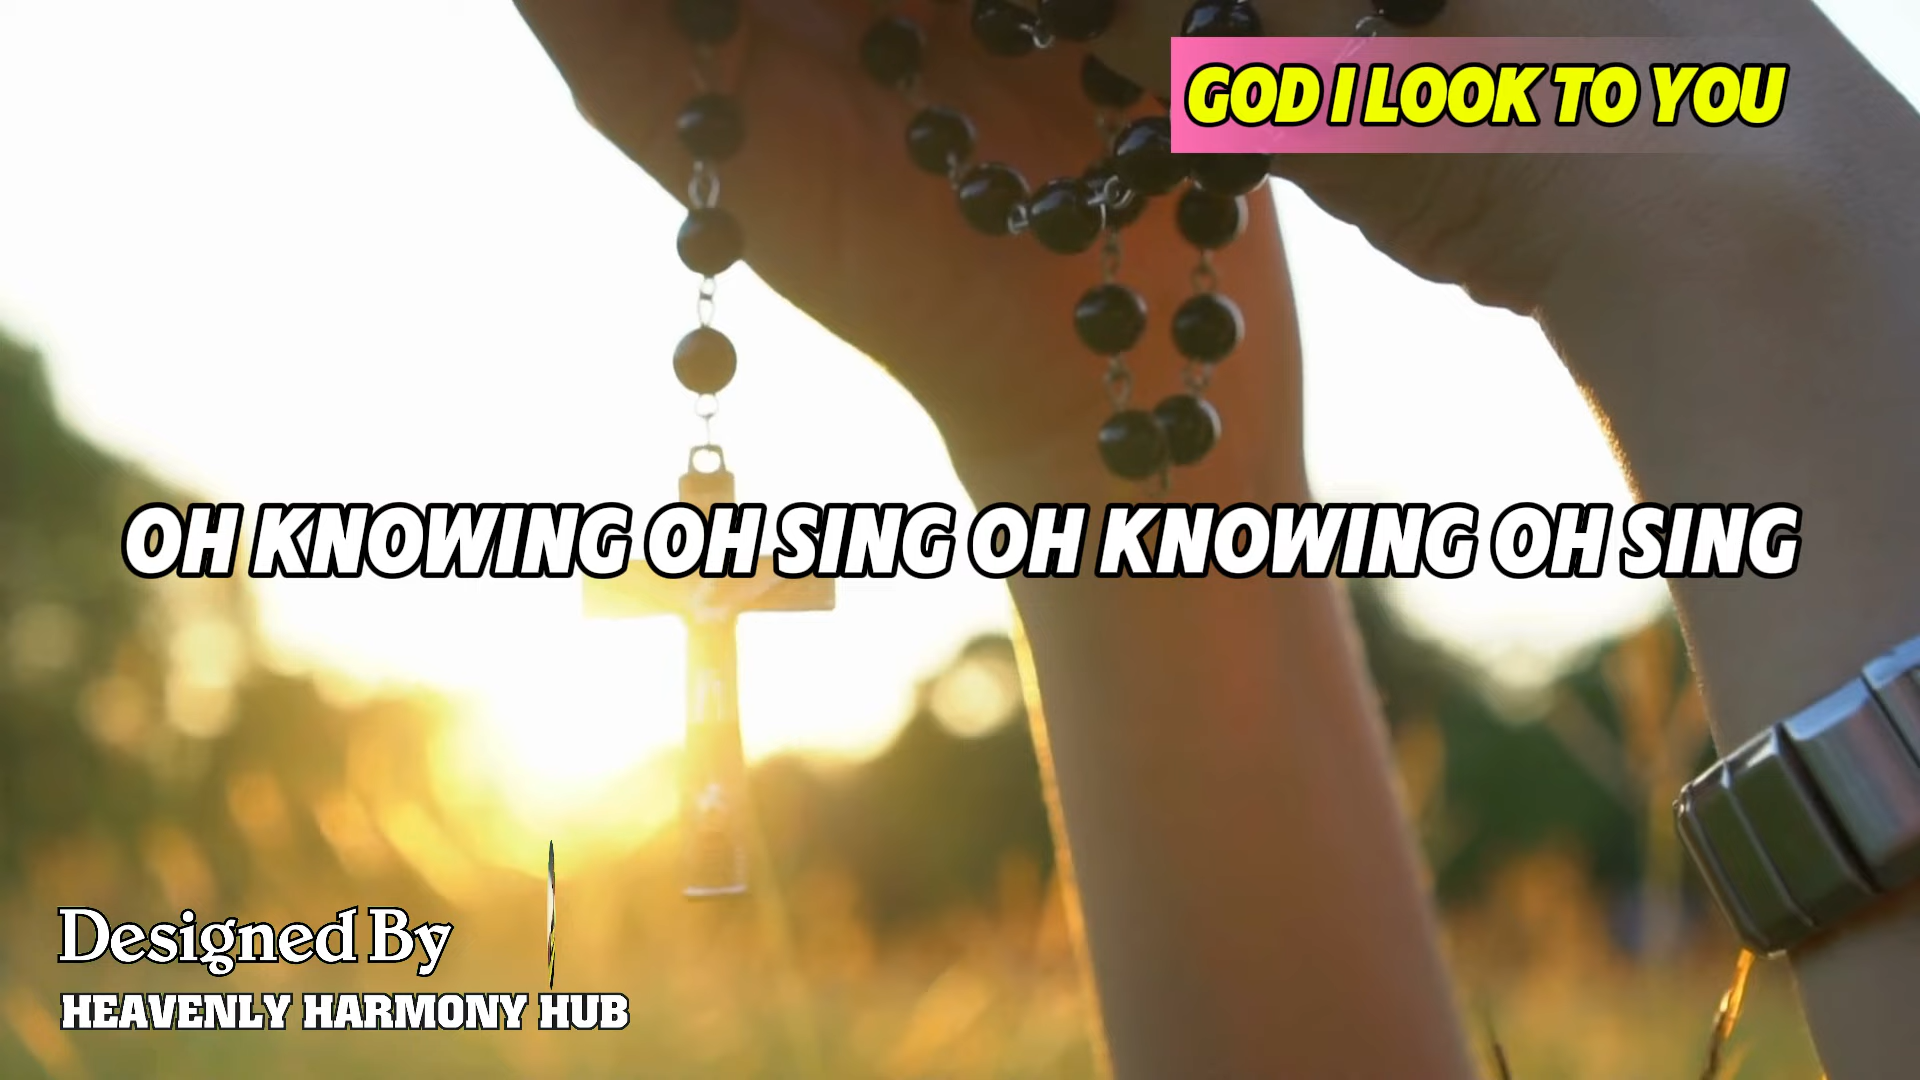 GOD I LOOK TO YOU
OH KNOWING OH SING OH KNOWING OH SING
Designed By
HEAVENLY HARMONY HUB